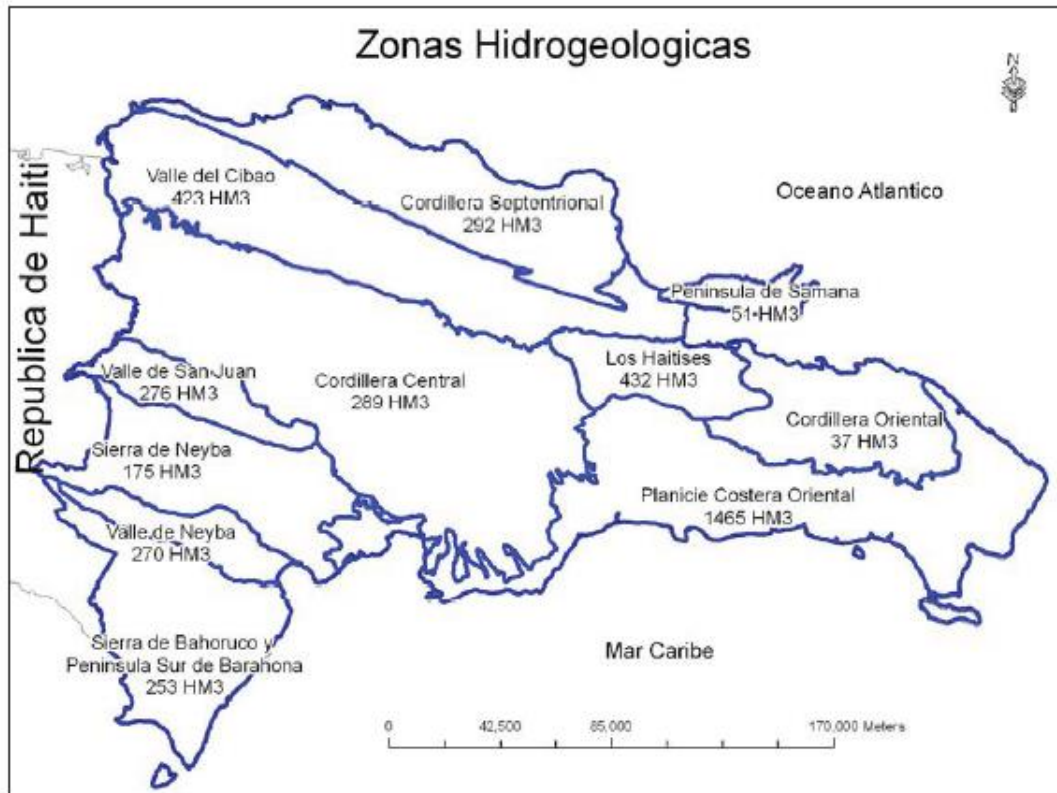 Zonas Hidrogeologicas
N
Republica de Haiti
Valle del Cibao
423 HM3
Cordillera Septentrional
292 HM3
Oceano Atlantico
Peninsula de Samana
51 HM3
Valle de San Juan
276 HM3
Cordillera Central
289 HM3
Los Haitises
432 HM3
Cordillera Oriental
37 HM3
Sierra de Neyba
175 HM3
Planicie Costera Oriental
1465 HM3
Valle de Neyba
270 HM3
Sierra de Bahoruco y
Peninsula Sur de Barahona
253 HM3
Mar Caribe
0 42,500 85,000 170,000 Meters